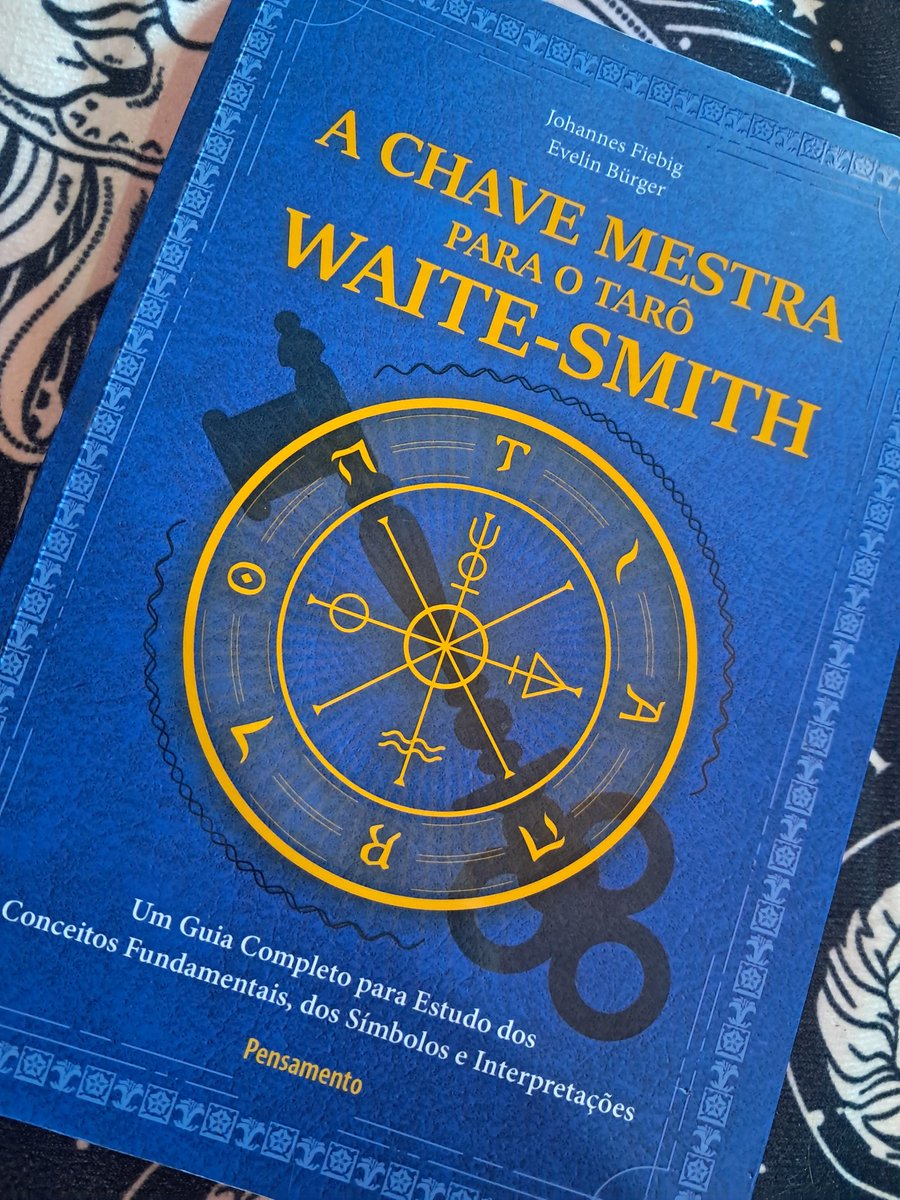 Johannes Fiebig
Evelin Bürger
A CHAVE MESTRA
PARA O TARÔ
WAITE-SMITH
T
A
R
O
Um Guia Completo para Estudo dos
Conceitos Fundamentais, dos Símbolos e Interpretações
Pensamento